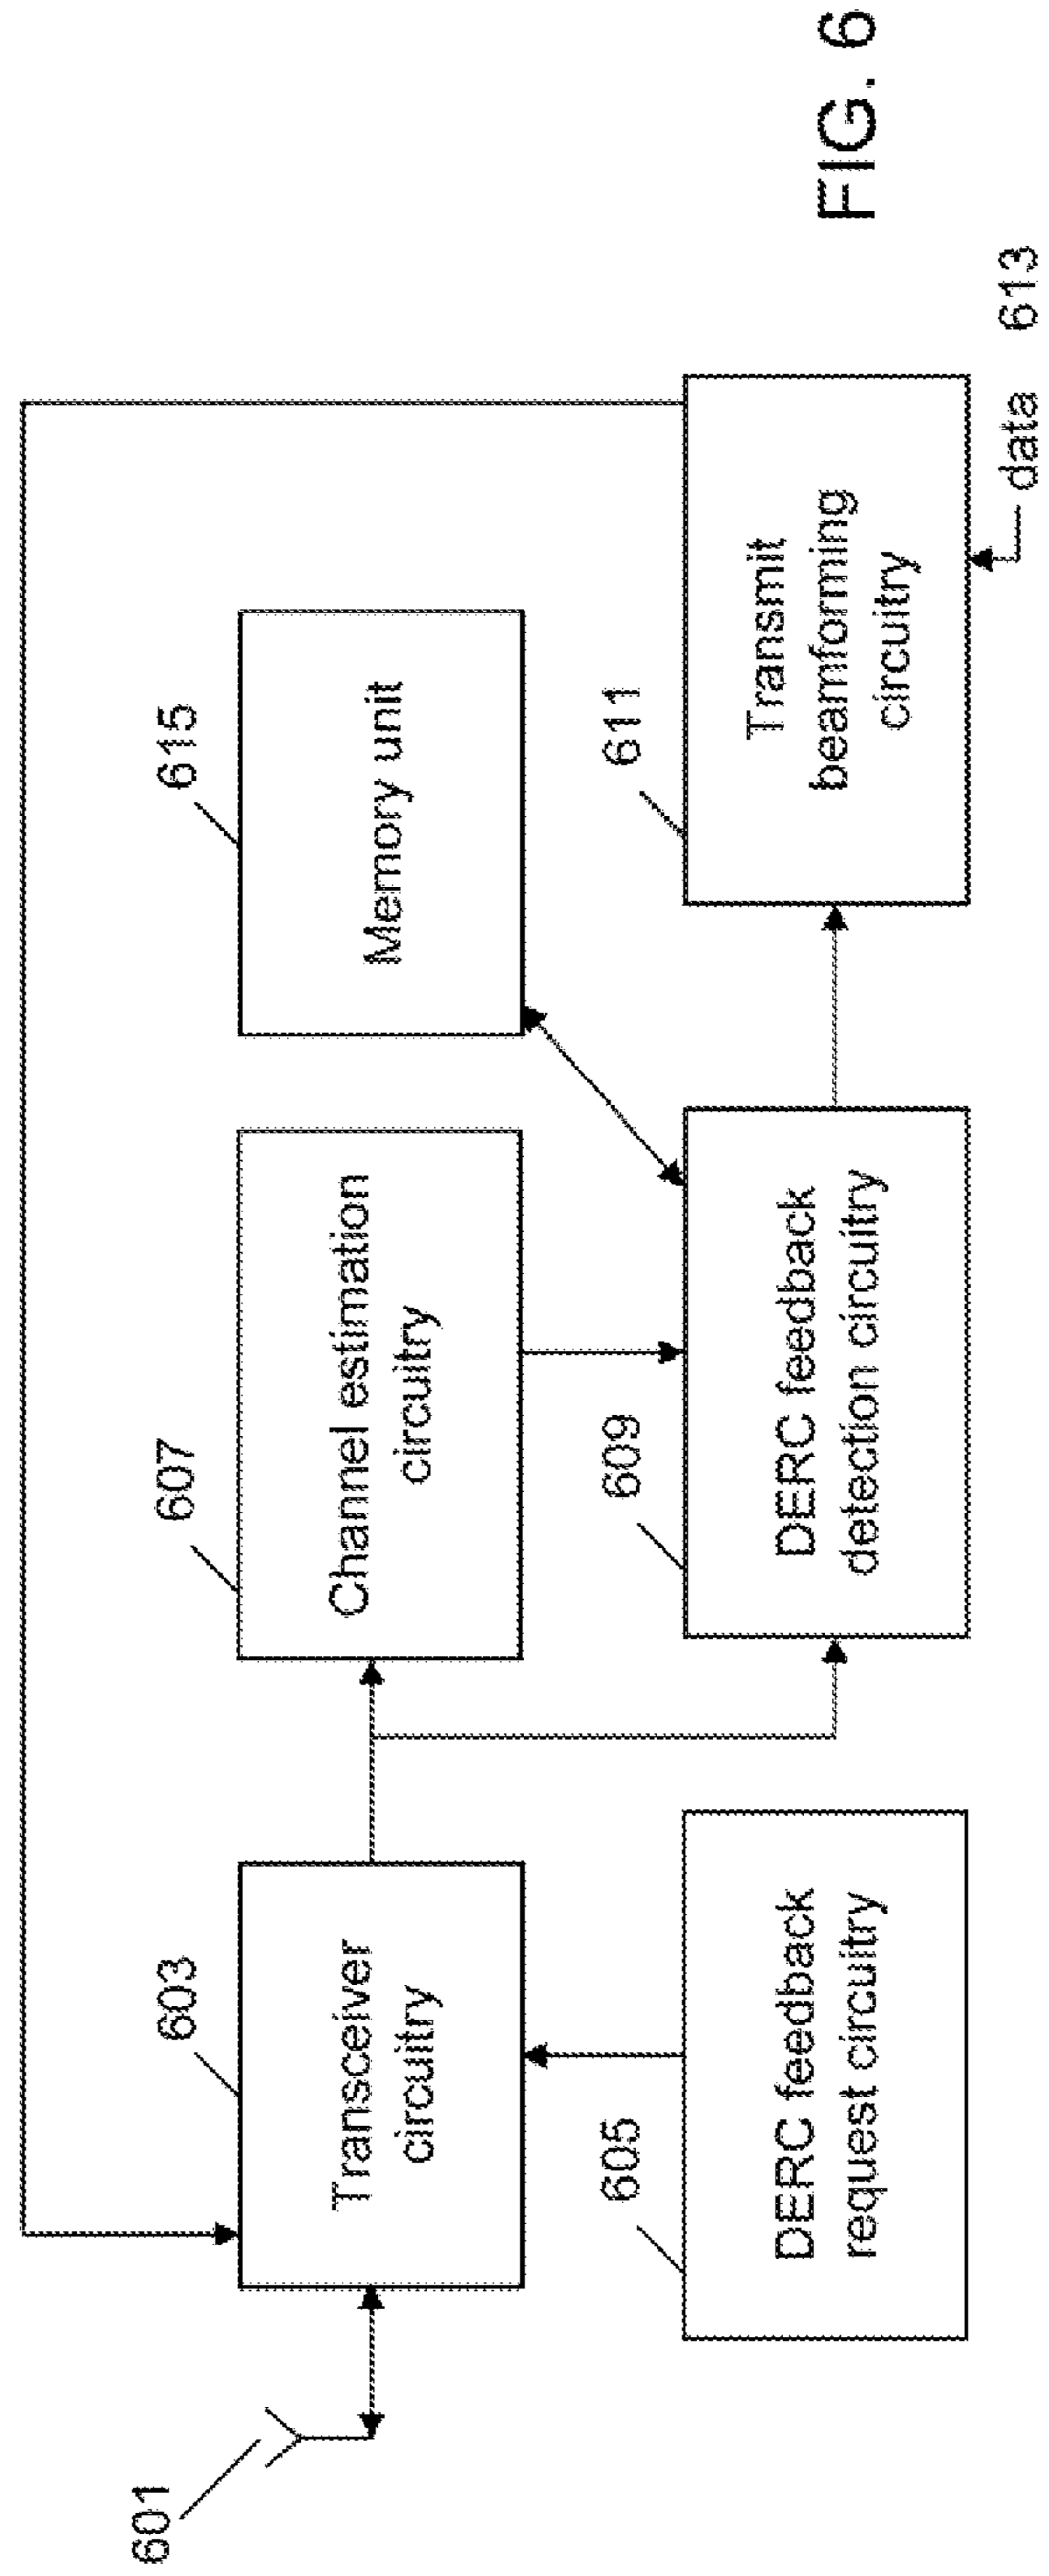 601
603
Transceiver
circuitry
605
DERC feedback
request circuitry
607
Channel estimation
circuitry
609
DERC feedback
detection circuitry
615
Memory unit
611
Transmit
beamforming
circuitry
data 613
FIG. 6